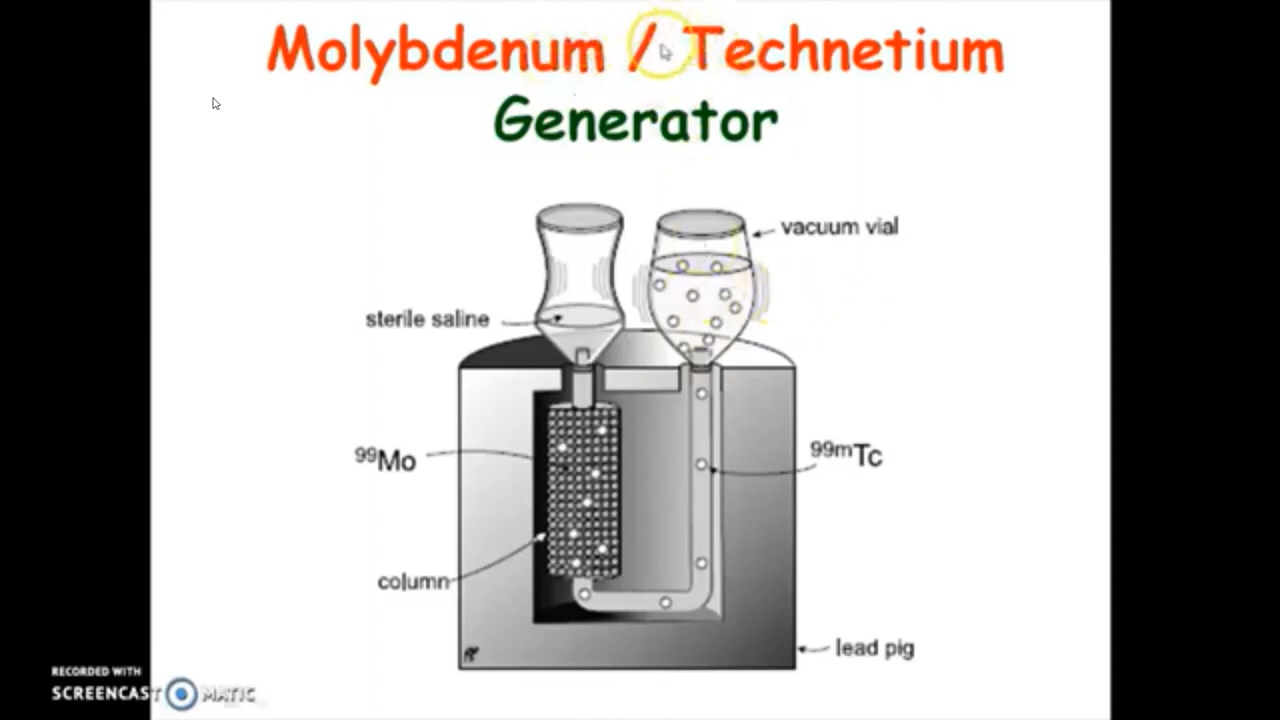 Molybdenum / Technetium
Generator
vacuum vial
sterile saline
99Mo
99mTc
column
lead pig
RECORDED WITH
SCREENCAST MATIC